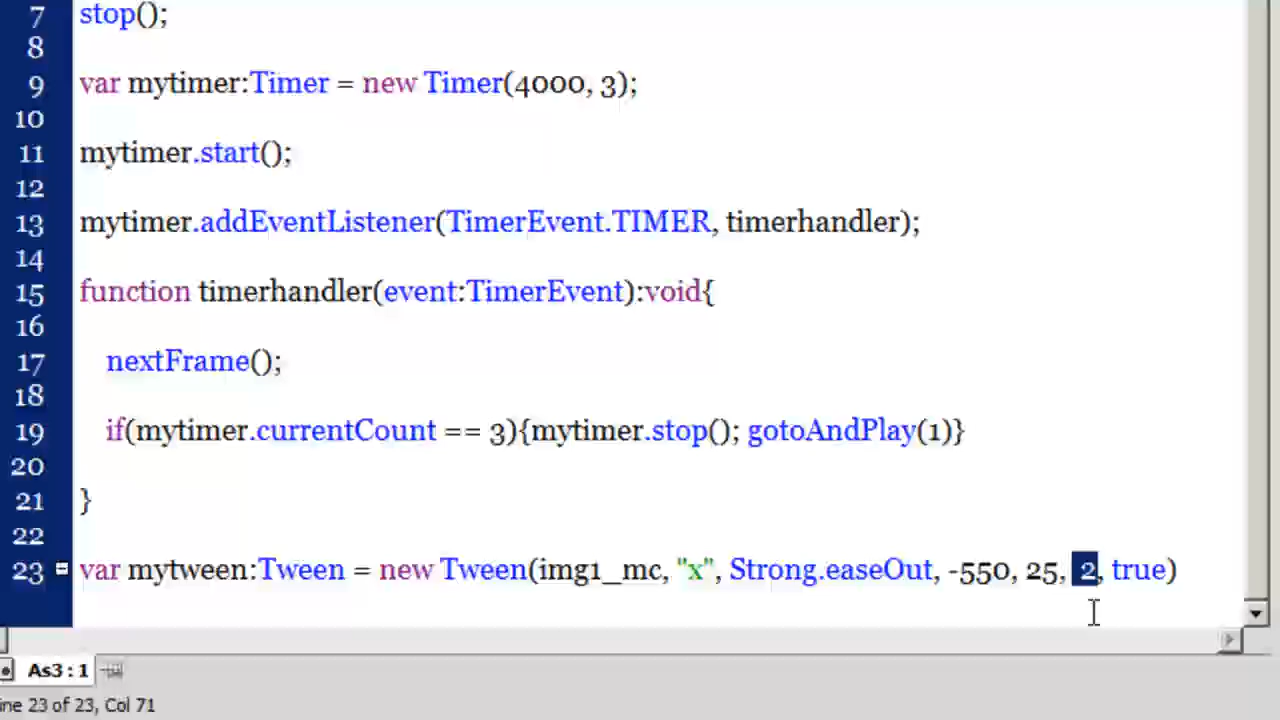 7 stop();
8
9 var mytimer:Timer = new Timer(4000, 3);
10
11 mytimer.start();
12
13 mytimer.addEventListener(TimerEvent.TIMER, timerhandler);
14
15 function timerhandler(event:TimerEvent):void{
16
17 nextFrame();
18
19 if(mytimer.currentCount == 3){mytimer.stop(); gotoAndPlay(1)}
20
21 }
22
23 var mytween:Tween = new Tween(img1_mc, "x", Strong.easeOut, -550, 25, 2, true)
As3 : 1
ine 23 of 23, Col 71